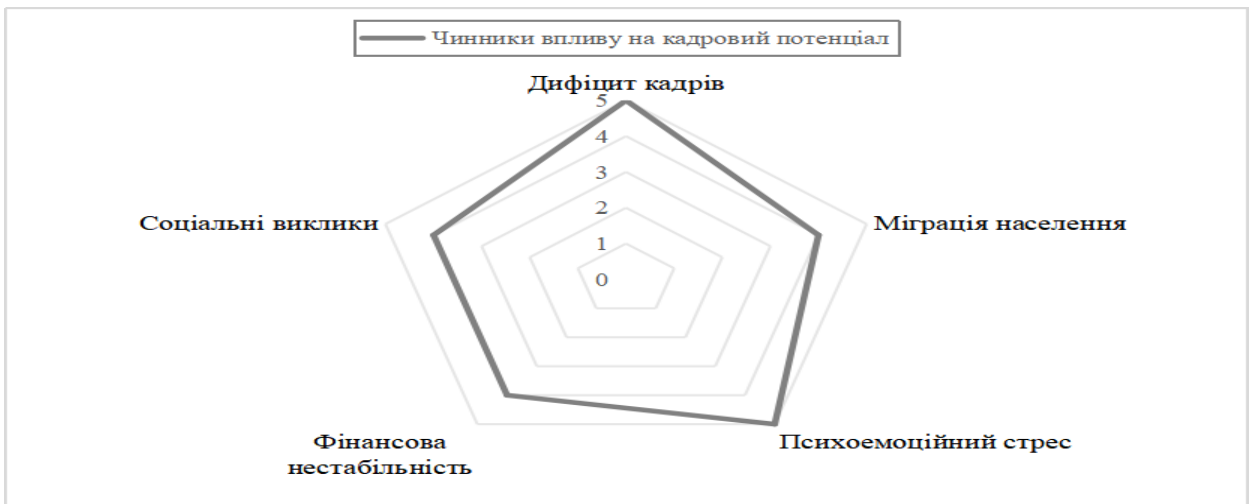 Чинники впливу на кадровий потенціал
Дифіцит кадрів
5
4
3
2
1
0
Соціальні виклики
Міграція населення
Фінансова
нестабільність
Психоемоційний стрес